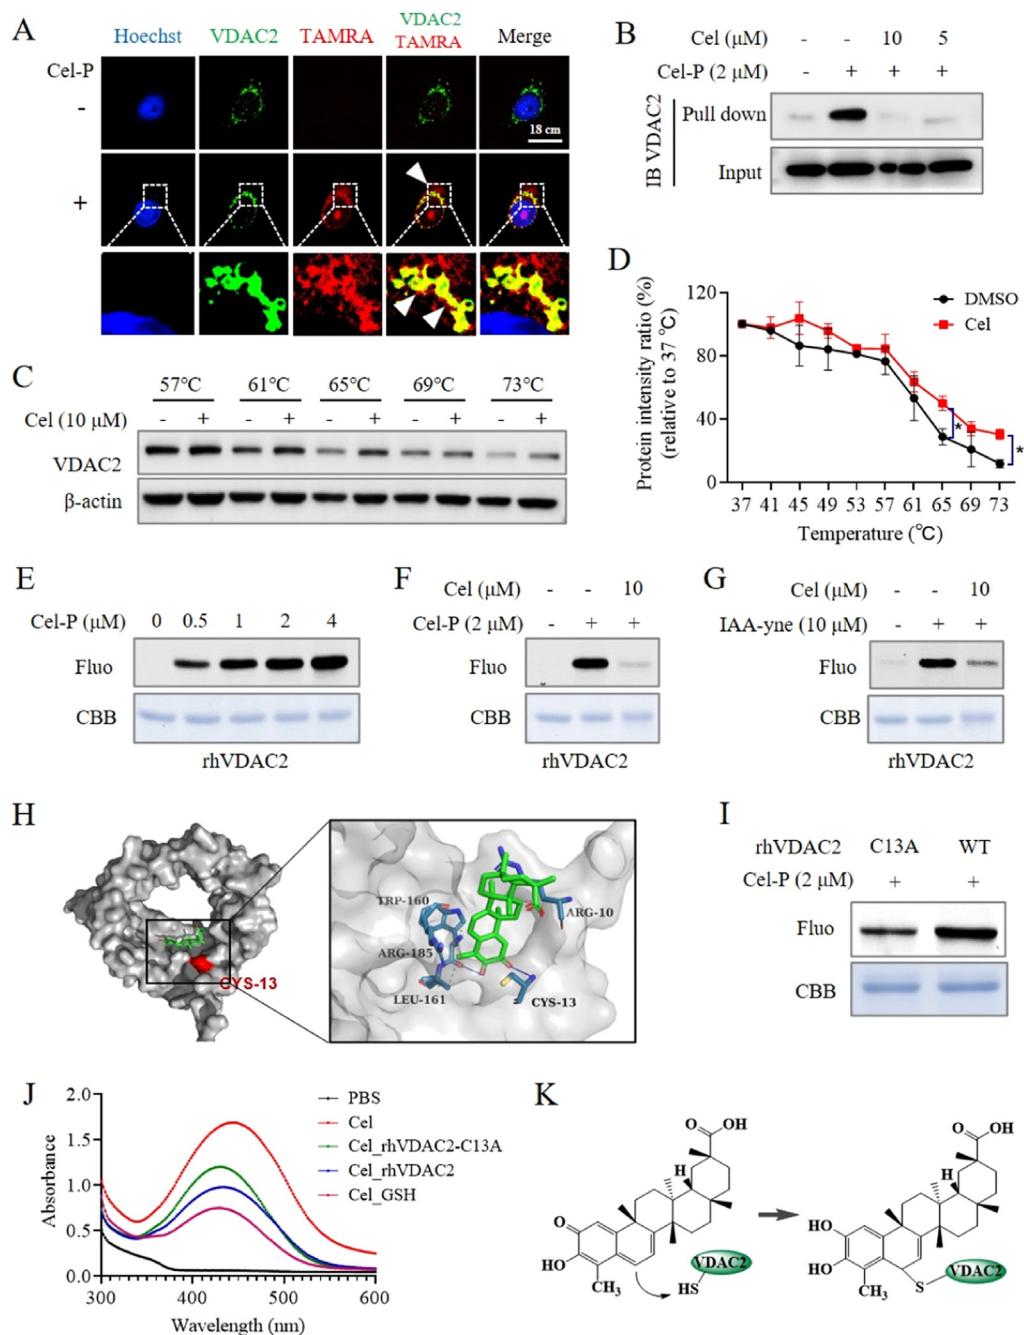 A
Hoechst VDAC2 TAMRA VDAC2 TAMRA Merge
Cel-P
-
18 cm
+
B
Cel (μM) - - 10 5
Cel-P (2 μM) - + + +
IB VDAC2
Pull down
Input
C
57°C 61°C 65°C 69°C 73°C
Cel (10 μM) - + - + - + - + - +
VDAC2
β-actin
D
Protein intensity ratio (%)
(relative to 37 °C)
120
80
40
0
DMSO
Cel
*
*
37 41 45 49 53 57 61 65 69 73
Temperature (°C)
E
Cel-P (μM) 0 0.5 1 2 4
Fluo
CBB
rhVDAC2
F
Cel (μM) - - 10
Cel-P (2 μM) - + +
Fluo
CBB
rhVDAC2
G
Cel (μM) - - 10
IAA-yne (10 μM) - + +
Fluo
CBB
rhVDAC2
H
CYS-13
TRP-160
ARG-10
ARG-185
LEU-161
CYS-13
I
rhVDAC2 C13A WT
Cel-P (2 μM) + +
Fluo
CBB
J
Absorbance
2.0
1.5
1.0
0.5
0.0
PBS
Cel
Cel_rhVDAC2-C13A
Cel_rhVDAC2
Cel_GSH
300 400 500 600
Wavelength (nm)
K
O OH
H
O
HO
CH3
HS
VDAC2
O OH
H
HO
HO
CH3
S
VDAC2